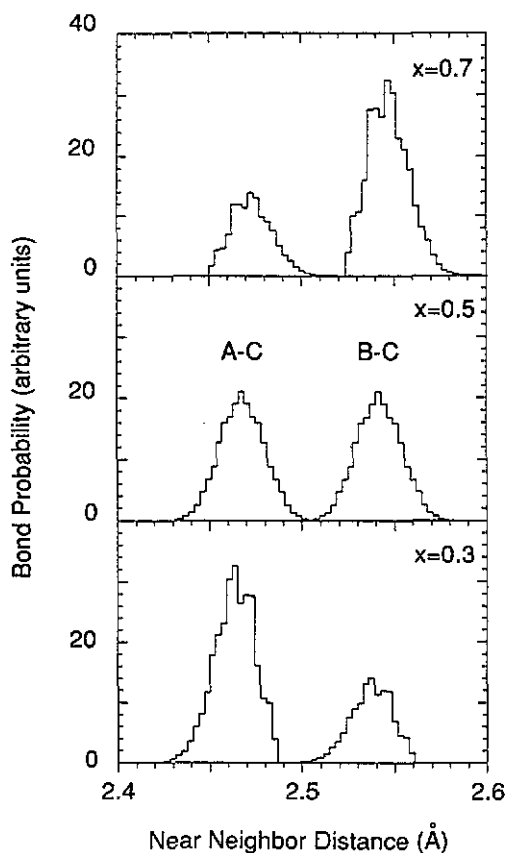 Bond Probability (arbitrary units)
40
x=0.7
20
0
x=0.5
A-C
B-C
20
0
x=0.3
20
0
2.4
2.5
2.6
Near Neighbor Distance (Å)